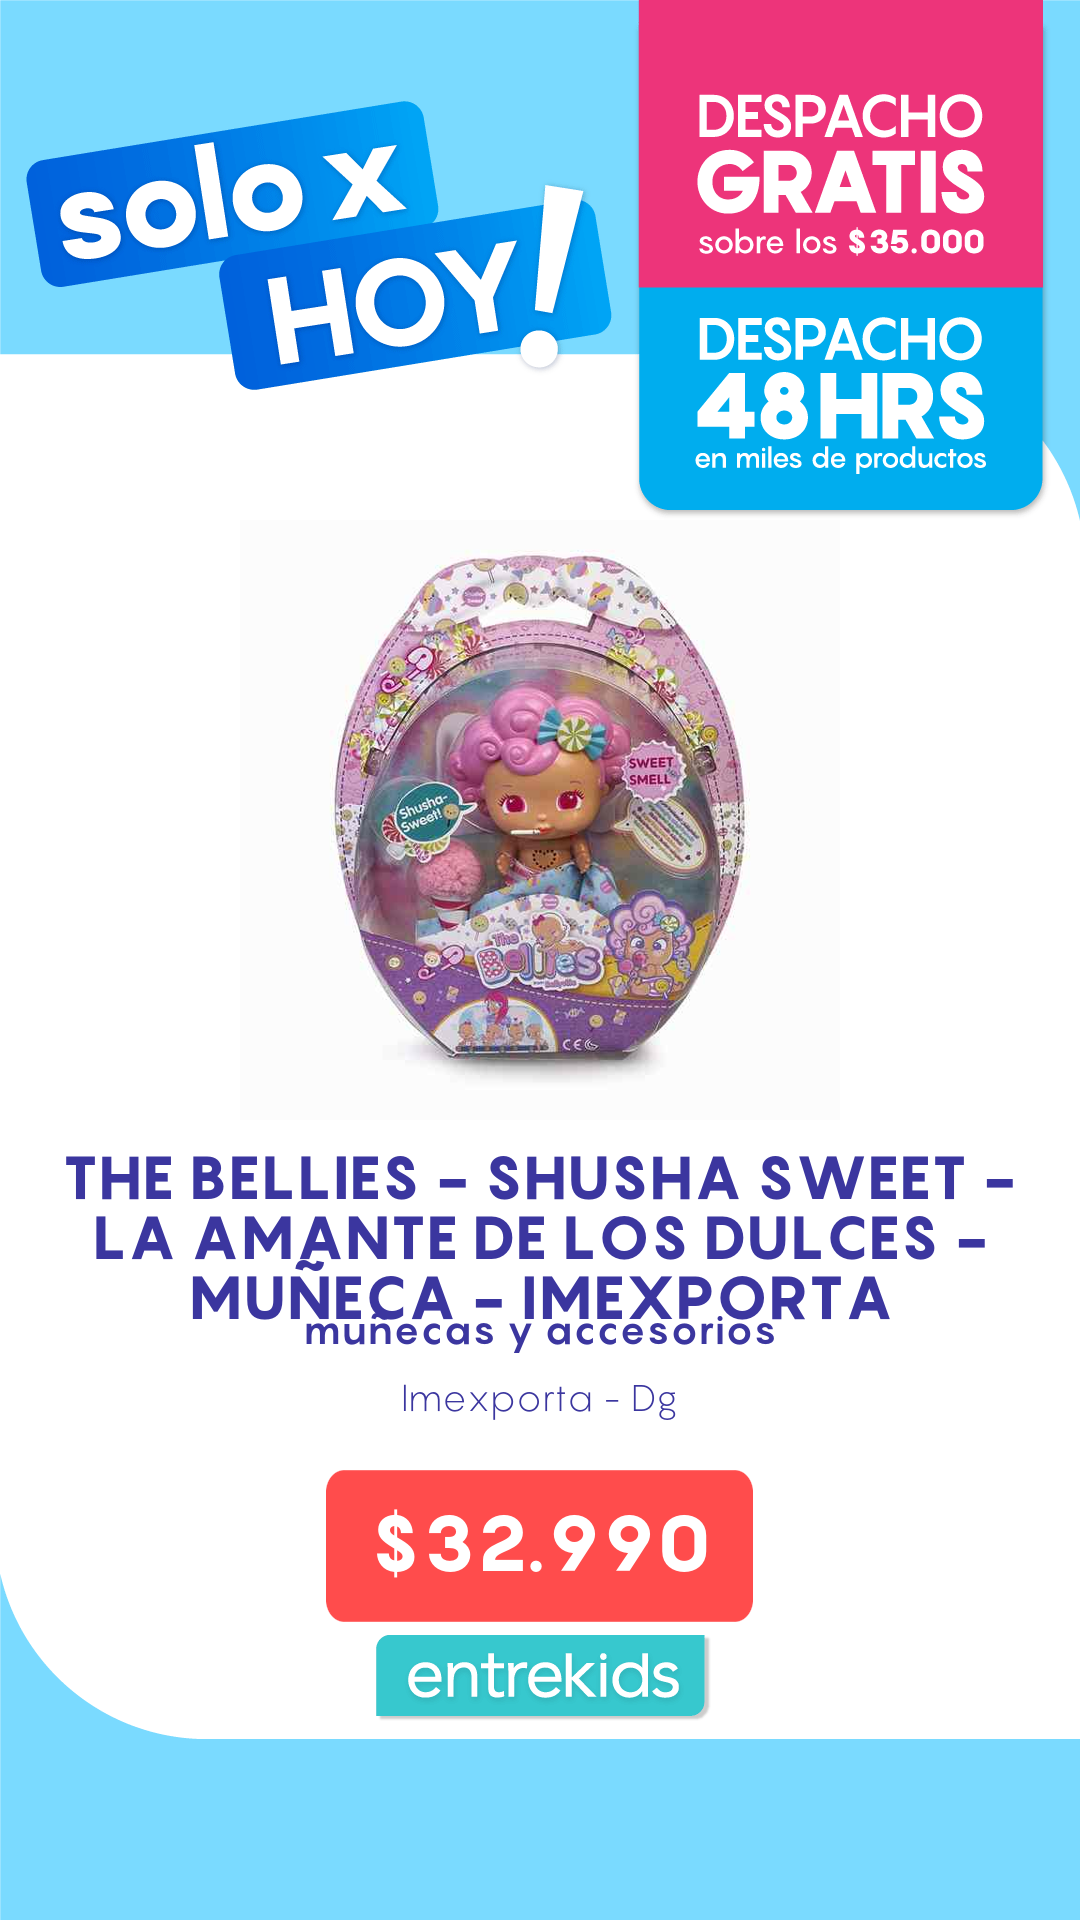 solo x
HOY!
DESPACHO
GRATIS
sobre los $35.000
DESPACHO
48HRS
en miles de productos
SWEET
SMELL
Shusha-
Sweet!
The
Bellies
CE
THE BELLIES - SHUSHA SWEET -
LA AMANTE DE LOS DULCES -
MUÑECA - IMEXPORTA
muñecas y accesorios
Imexporta - Dg
$32.990
entrekids